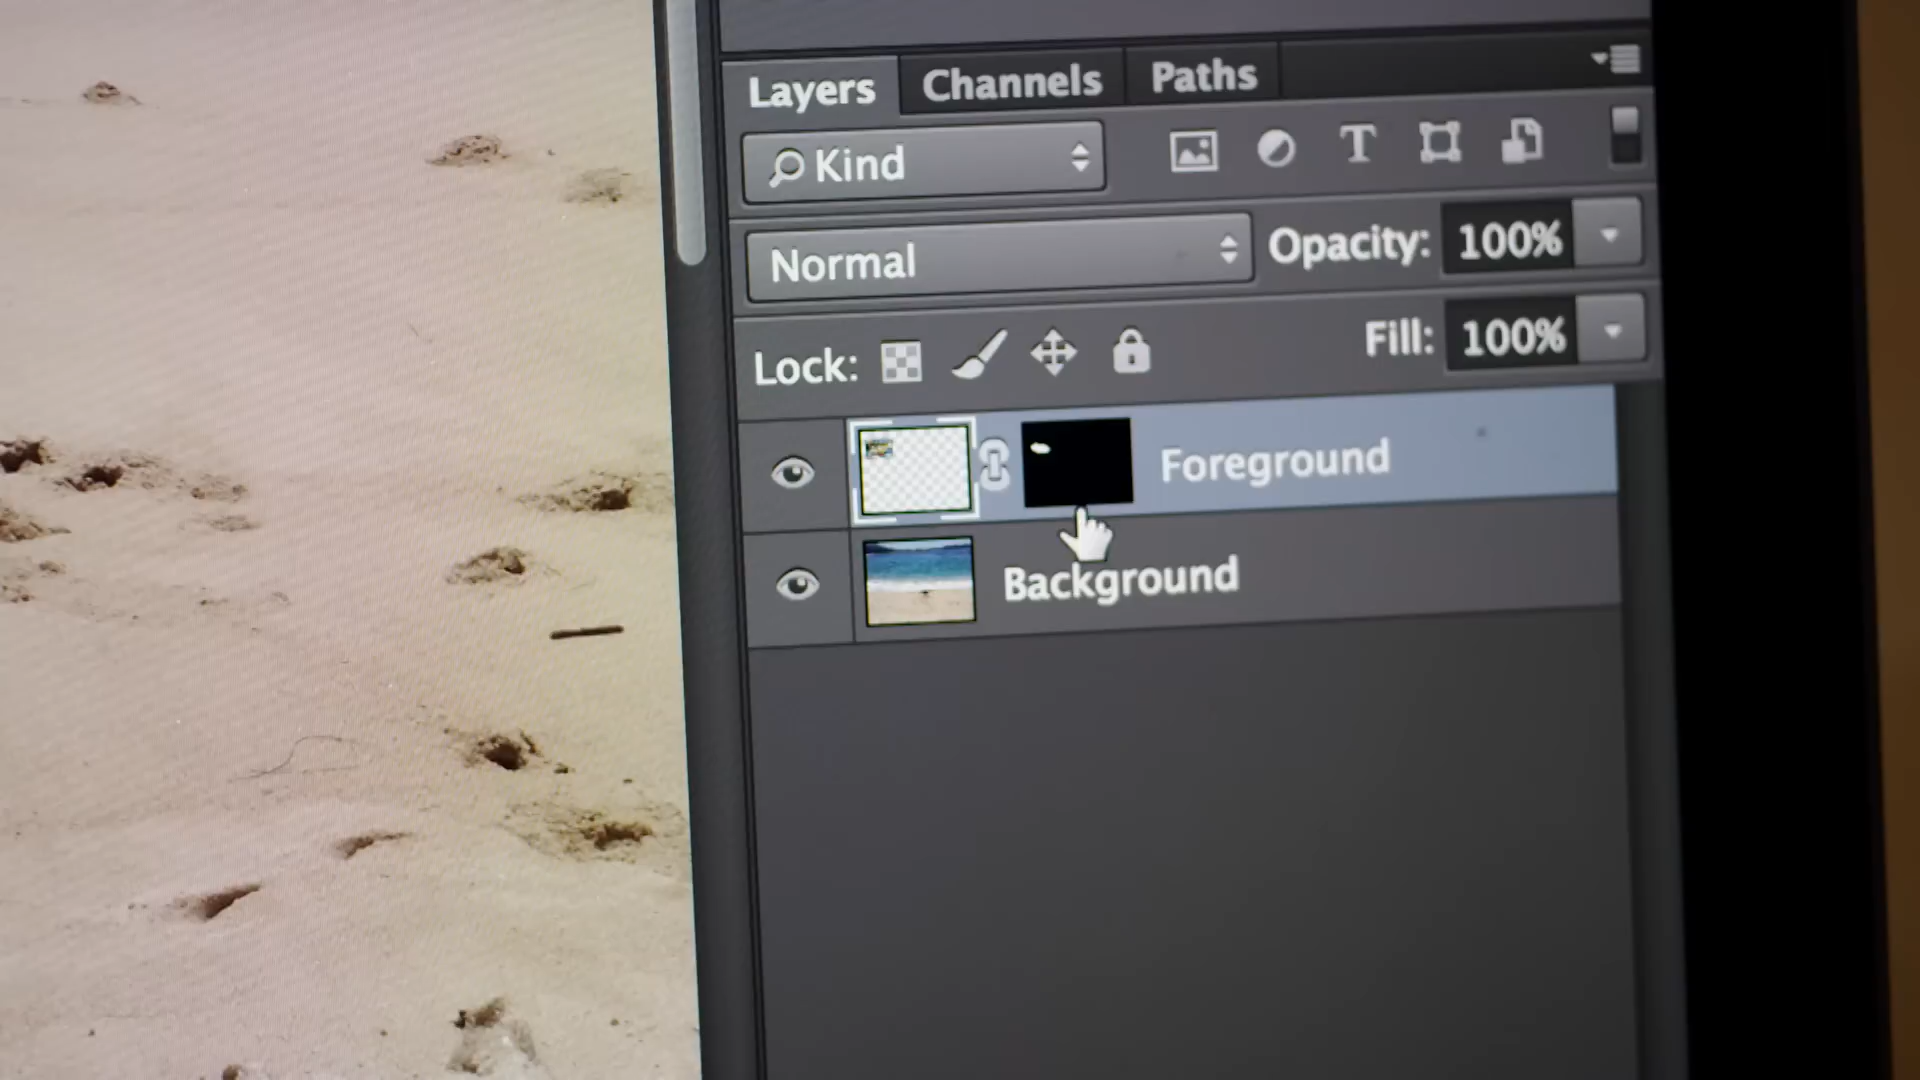 Layers Channels Paths
Kind
Normal Opacity: 100%
Lock: Fill: 100%
Foreground
Background